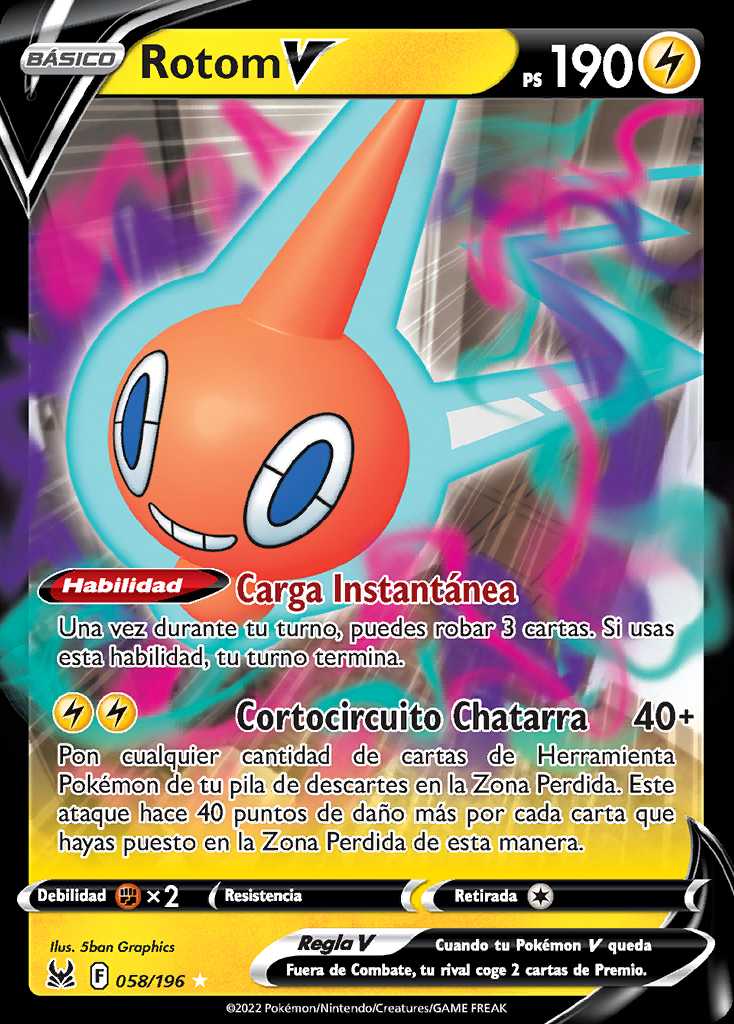 BÁSICO Rotom V PS 190
Habilidad Carga Instantánea
Una vez durante tu turno, puedes robar 3 cartas. Si usas
esta habilidad, tu turno termina.
Cortocircuito Chatarra 40+
Pon cualquier cantidad de cartas de Herramienta
Pokémon de tu pila de descartes en la Zona Perdida. Este
ataque hace 40 puntos de daño más por cada carta que
hayas puesto en la Zona Perdida de esta manera.
Debilidad ×2 Resistencia Retirada
Ilus. 5ban Graphics
F 058/196
Regla V Cuando tu Pokémon V queda
Fuera de Combate, tu rival coge 2 cartas de Premio.
©2022 Pokémon/Nintendo/Creatures/GAME FREAK